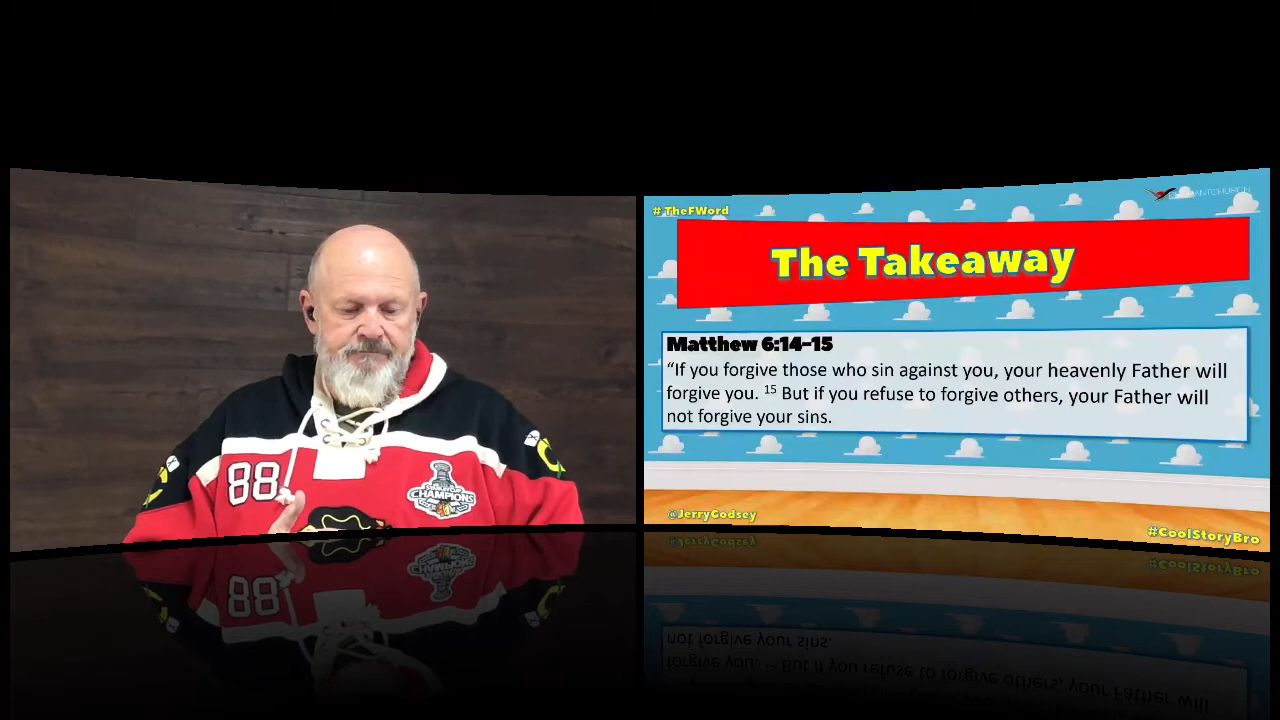 #TheFWord
The Takeaway
Matthew 6:14–15
“If you forgive those who sin against you, your heavenly Father will
forgive you. 15 But if you refuse to forgive others, your Father will
not forgive your sins.
@JerryGodsey
#CoolStoryBro
88
CHAMPIONS